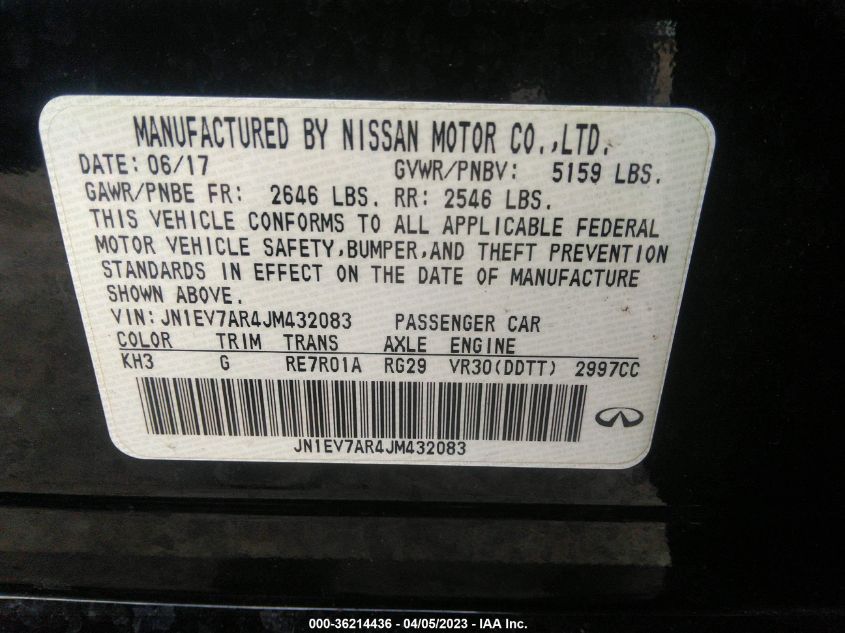 MANUFACTURED BY NISSAN MOTOR CO.,LTD.
DATE: 06/17 GVWR/PNBV: 5159 LBS.
GAWR/PNBE FR: 2646 LBS. RR: 2546 LBS.
THIS VEHICLE CONFORMS TO ALL APPLICABLE FEDERAL
MOTOR VEHICLE SAFETY,BUMPER,AND THEFT PREVENTION
STANDARDS IN EFFECT ON THE DATE OF MANUFACTURE
SHOWN ABOVE.
VIN:JN1EV7AR4JM432083 PASSENGER CAR
COLOR TRIM TRANS AXLE ENGINE
KH3 G RE7R01A RG29 VR30(DDTT) 2997CC
JN1EV7AR4JM432083
000-36214436 - 04/05/2023 - IAA Inc.